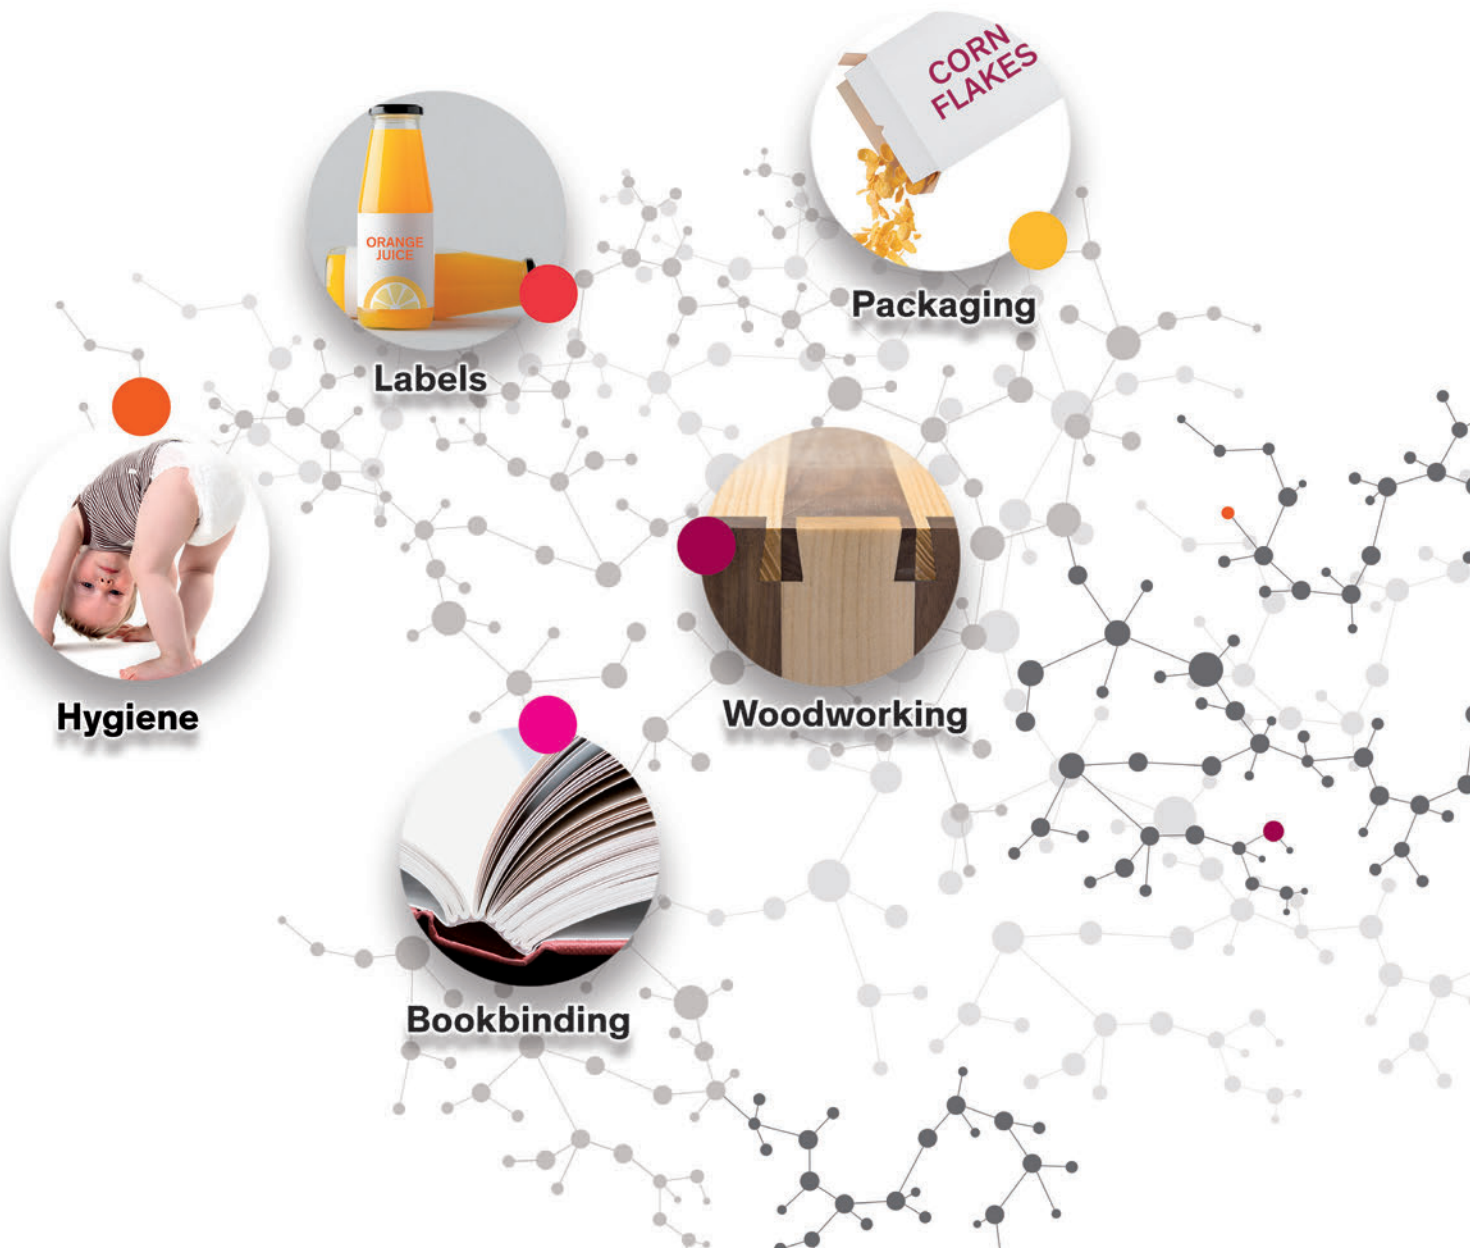 CORN
FLAKES
ORANGE
JUICE
Packaging
Labels
Woodworking
Hygiene
Bookbinding